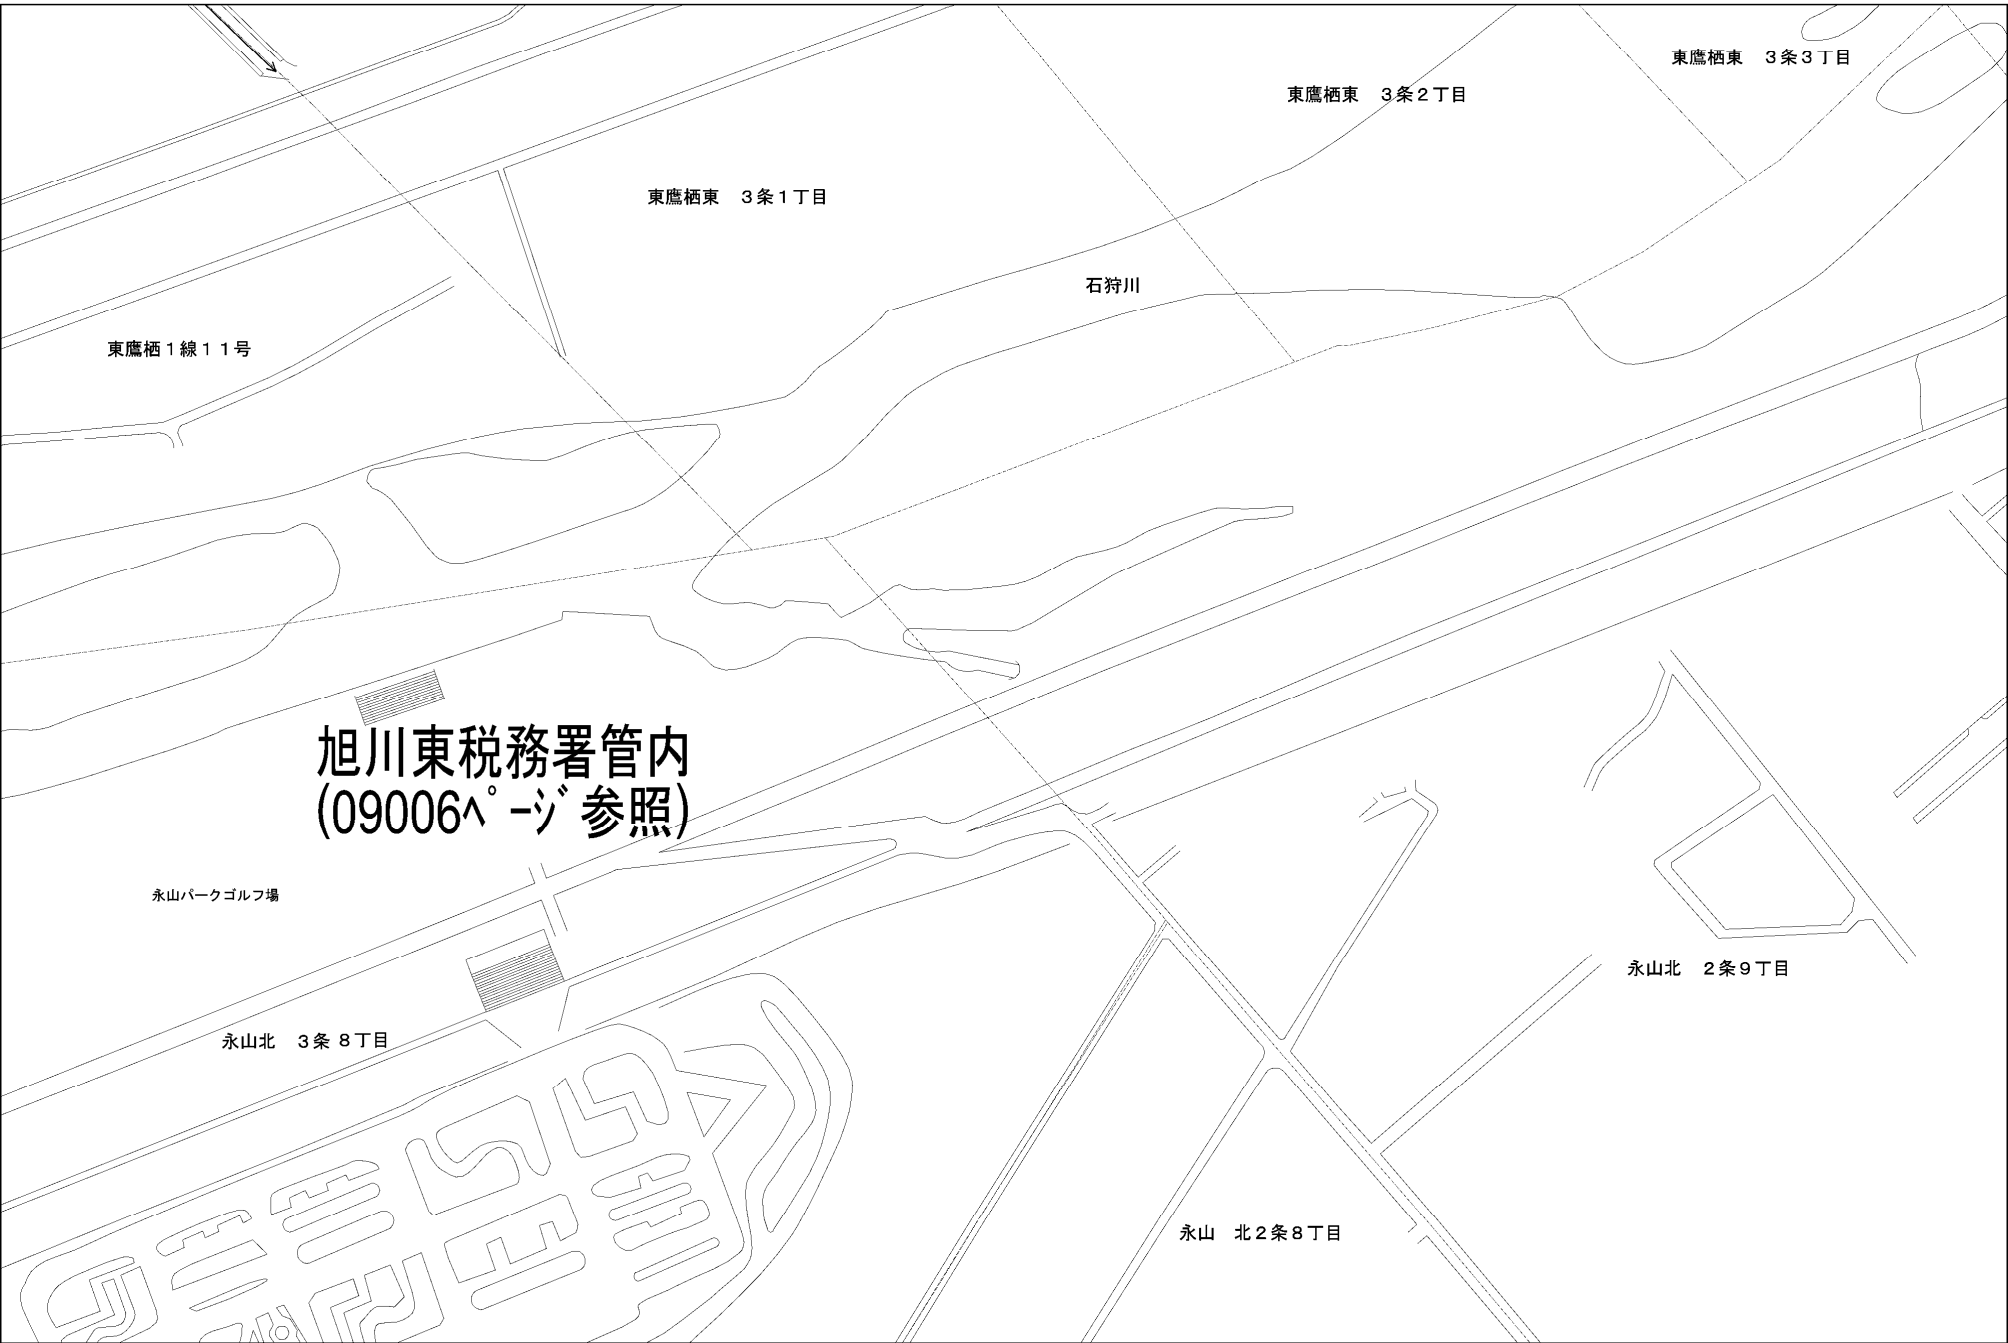 東鷹栖東　３条３丁目
東鷹栖東　３条２丁目
東鷹栖東　３条１丁目
石狩川
東鷹栖１線１１号
旭川東税務署管内
(09006ﾍﾟｰｼﾞ参照)
永山パークゴルフ場
永山北　２条９丁目
永山北　３条８丁目
永山　北２条８丁目